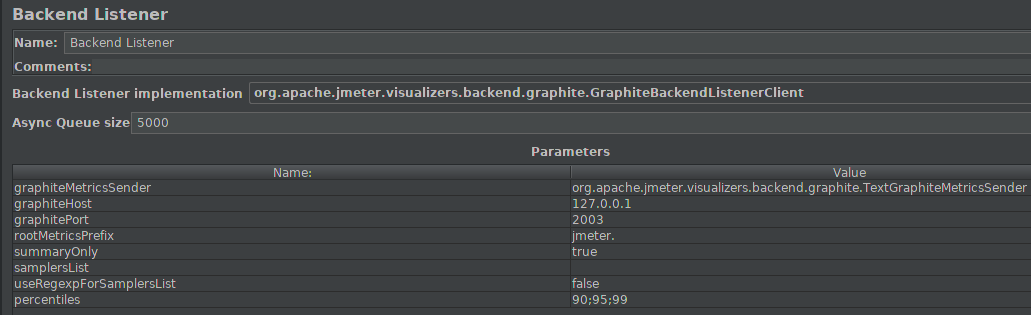 Backend Listener
Name: Backend Listener
Comments:
Backend Listener implementation org.apache.jmeter.visualizers.backend.graphite.GraphiteBackendListenerClient
Async Queue size 5000
Parameters
Name: Value
graphiteMetricsSender org.apache.jmeter.visualizers.backend.graphite.TextGraphiteMetricsSender
graphiteHost 127.0.0.1
graphitePort 2003
rootMetricsPrefix jmeter.
summaryOnly true
samplersList
useRegexpForSamplersList false
percentiles 90;95;99